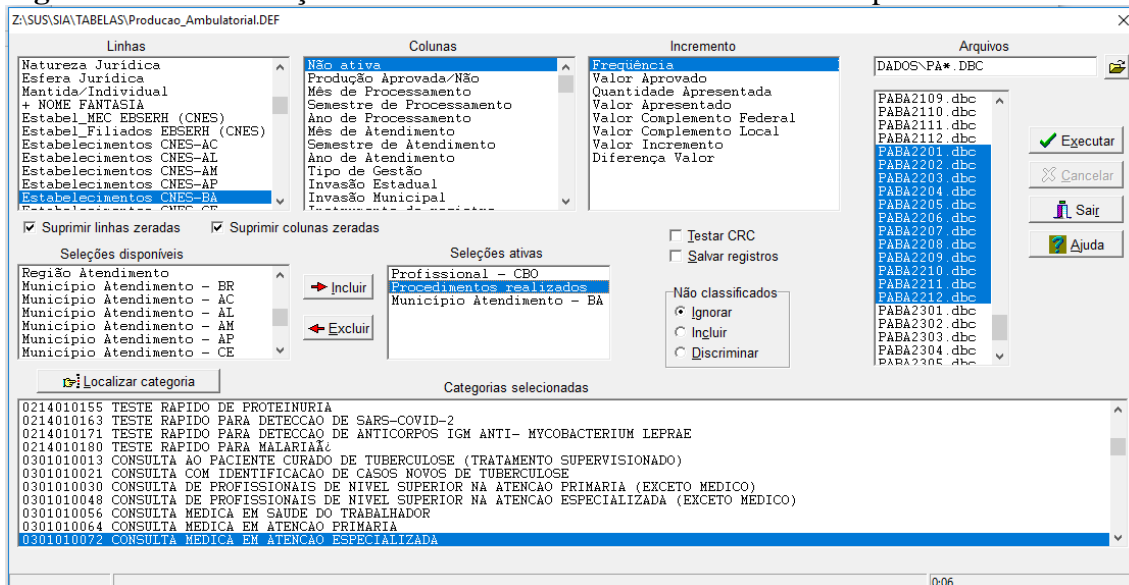 Z:\SUS\SIA\TABELAS\Producao_Ambulatorial.DEF
Linhas
Natureza Jurídica
Esfera Jurídica
Mantida/Individual
+ NOME FANTASIA
Estabel_MEC EBSERH (CNES)
Estabel_Filiados EBSERH (CNES)
Estabelecimentos CNES-AC
Estabelecimentos CNES-AL
Estabelecimentos CNES-AM
Estabelecimentos CNES-AP
Estabelecimentos CNES-BA
Estabelecimentos CNES-CE
Colunas
Não ativa
Produção Aprovada/Não
Mês de Processamento
Semestre de Processamento
Ano de Processamento
Mês de Atendimento
Semestre de Atendimento
Ano de Atendimento
Tipo de Gestão
Invasão Estadual
Invasão Municipal
Instrumento de registro
Incremento
Freqüência
Valor Aprovado
Quantidade Apresentada
Valor Apresentado
Valor Complemento Federal
Valor Complemento Local
Valor Incremento
Diferença Valor
Arquivos
DADOS\PA*.DBC
PABA2109.dbc
PABA2110.dbc
PABA2111.dbc
PABA2112.dbc
PABA2201.dbc
PABA2202.dbc
PABA2203.dbc
PABA2204.dbc
PABA2205.dbc
PABA2206.dbc
PABA2207.dbc
PABA2208.dbc
PABA2209.dbc
PABA2210.dbc
PABA2211.dbc
PABA2212.dbc
PABA2301.dbc
PABA2302.dbc
PABA2303.dbc
PABA2304.dbc
PABA2305.dbc
Executar
Cancelar
Sair
Ajuda
Suprimir linhas zeradas
Suprimir colunas zeradas
Testar CRC
Salvar registros
Seleções disponíveis
Região Atendimento
Município Atendimento - BR
Município Atendimento - AC
Município Atendimento - AL
Município Atendimento - AM
Município Atendimento - AP
Município Atendimento - CE
Incluir
Excluir
Seleções ativas
Profissional - CBO
Procedimentos realizados
Município Atendimento - BA
Não classificados
Ignorar
Incluir
Discriminar
Localizar categoria
Categorias selecionadas
0214010155 TESTE RAPIDO DE PROTEINURIA
0214010163 TESTE RAPIDO PARA DETECCAO DE SARS-COVID-2
0214010171 TESTE RAPIDO PARA DETECCAO DE ANTICORPOS IGM ANTI- MYCOBACTERIUM LEPRAE
0214010180 TESTE RAPIDO PARA MALARIAÃ¿
0301010013 CONSULTA AO PACIENTE CURADO DE TUBERCULOSE (TRATAMENTO SUPERVISIONADO)
0301010021 CONSULTA COM IDENTIFICACAO DE CASOS NOVOS DE TUBERCULOSE
0301010030 CONSULTA DE PROFISSIONAIS DE NIVEL SUPERIOR NA ATENCAO PRIMARIA (EXCETO MEDICO)
0301010048 CONSULTA DE PROFISSIONAIS DE NIVEL SUPERIOR NA ATENCAO ESPECIALIZADA (EXCETO MEDICO)
0301010056 CONSULTA MEDICA EM SAUDE DO TRABALHADOR
0301010064 CONSULTA MEDICA EM ATENCAO PRIMARIA
0301010072 CONSULTA MEDICA EM ATENCAO ESPECIALIZADA
0:06